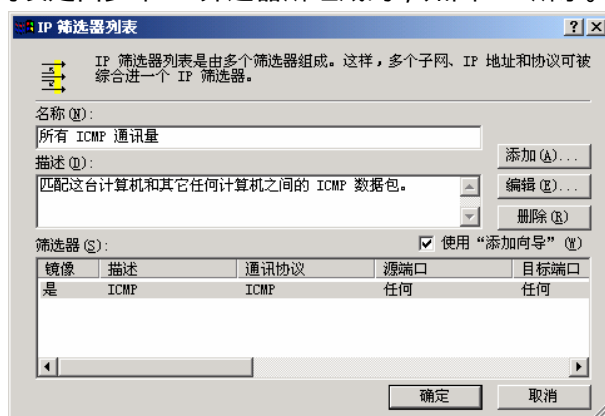 IP 筛选器列表
IP 筛选器列表是由多个筛选器组成。这样，多个子网、IP 地址和协议可被
综合进一个 IP 筛选器。
名称(N):
所有 ICMP 通讯量
描述(D):
匹配这台计算机和其它任何计算机之间的 ICMP 数据包。
添加(A)...
编辑(E)...
删除(R)
筛选器(S):
使用“添加向导”(W)
镜像 描述 通讯协议 源端口 目标端口
是 ICMP ICMP 任何 任何
确定 取消